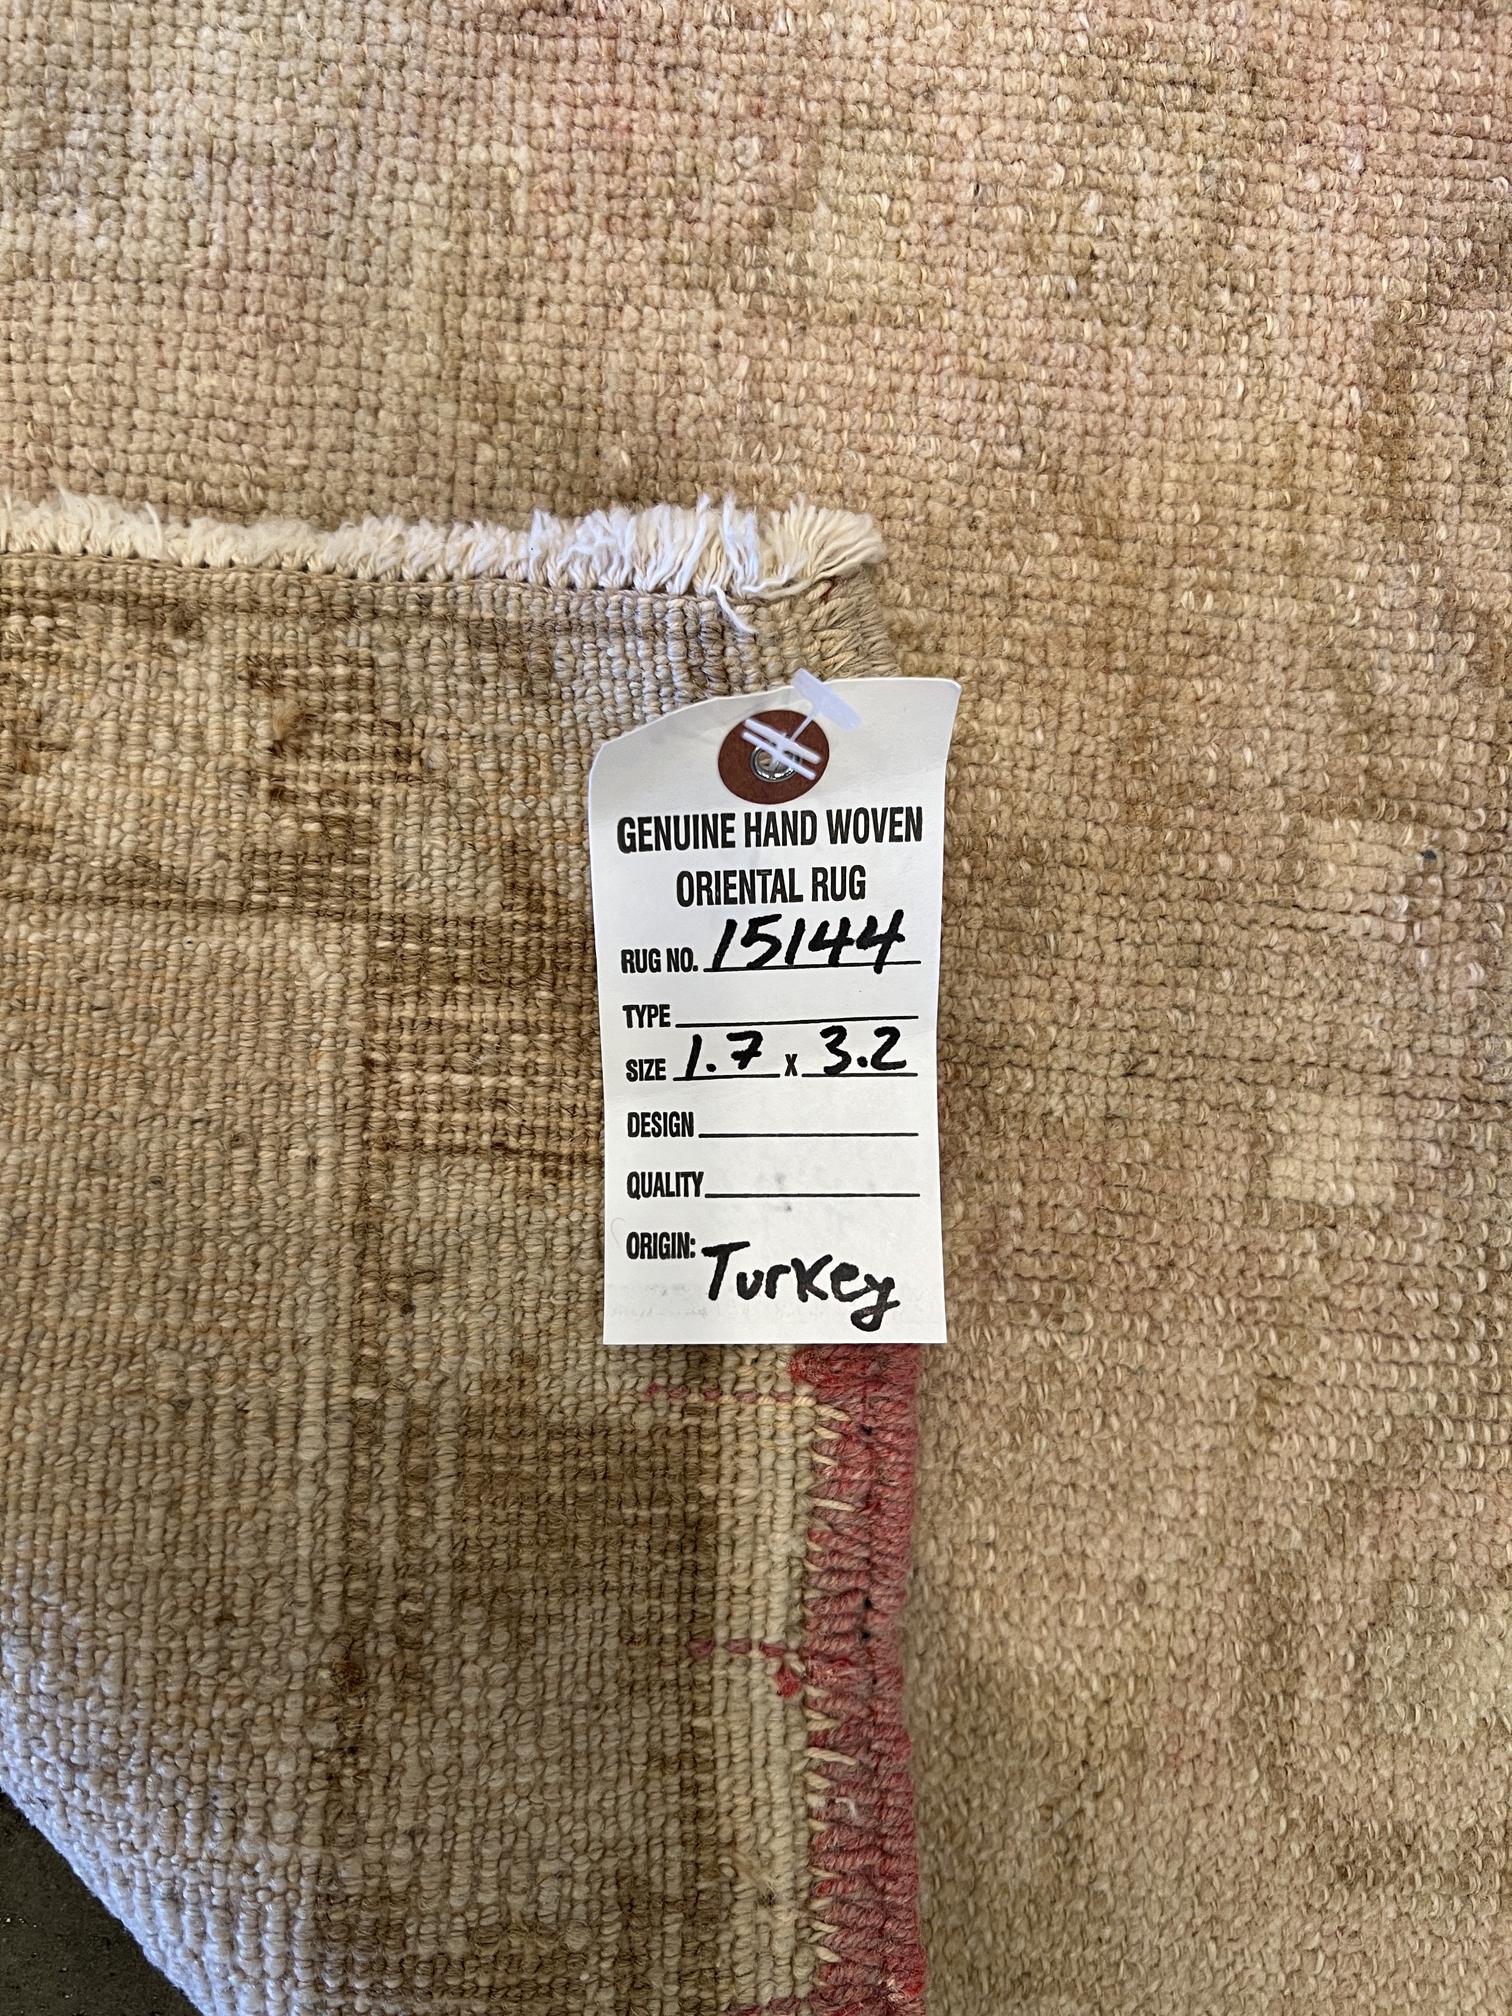 GENUINE HAND WOVEN
ORIENTAL RUG
RUG NO. 15144
TYPE
SIZE 1.7 X 3.2
DESIGN
QUALITY
ORIGIN: Turkey